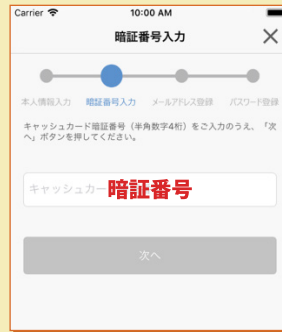 Carrier 10:00 AM
暗証番号入力
本人情報入力 暗証番号入力 メールアドレス登録 パスワード登録
キャッシュカード暗証番号（半角数字4桁）をご入力のうえ、「次
へ」ボタンを押してください。
キャッシュカー
暗証番号
次へ